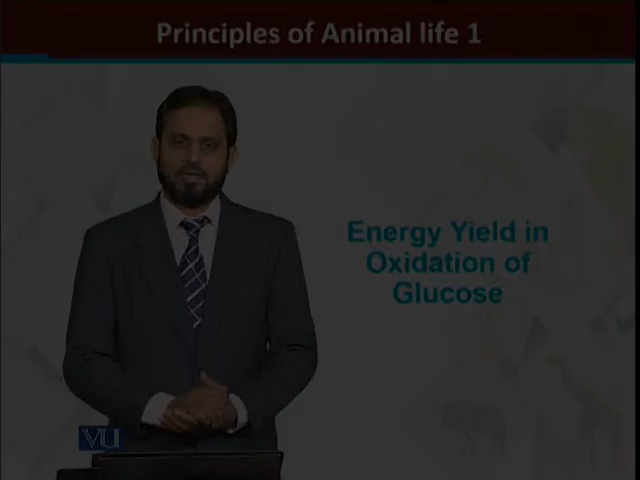 Principles of Animal life 1
Energy Yield in
Oxidation of
Glucose
VU